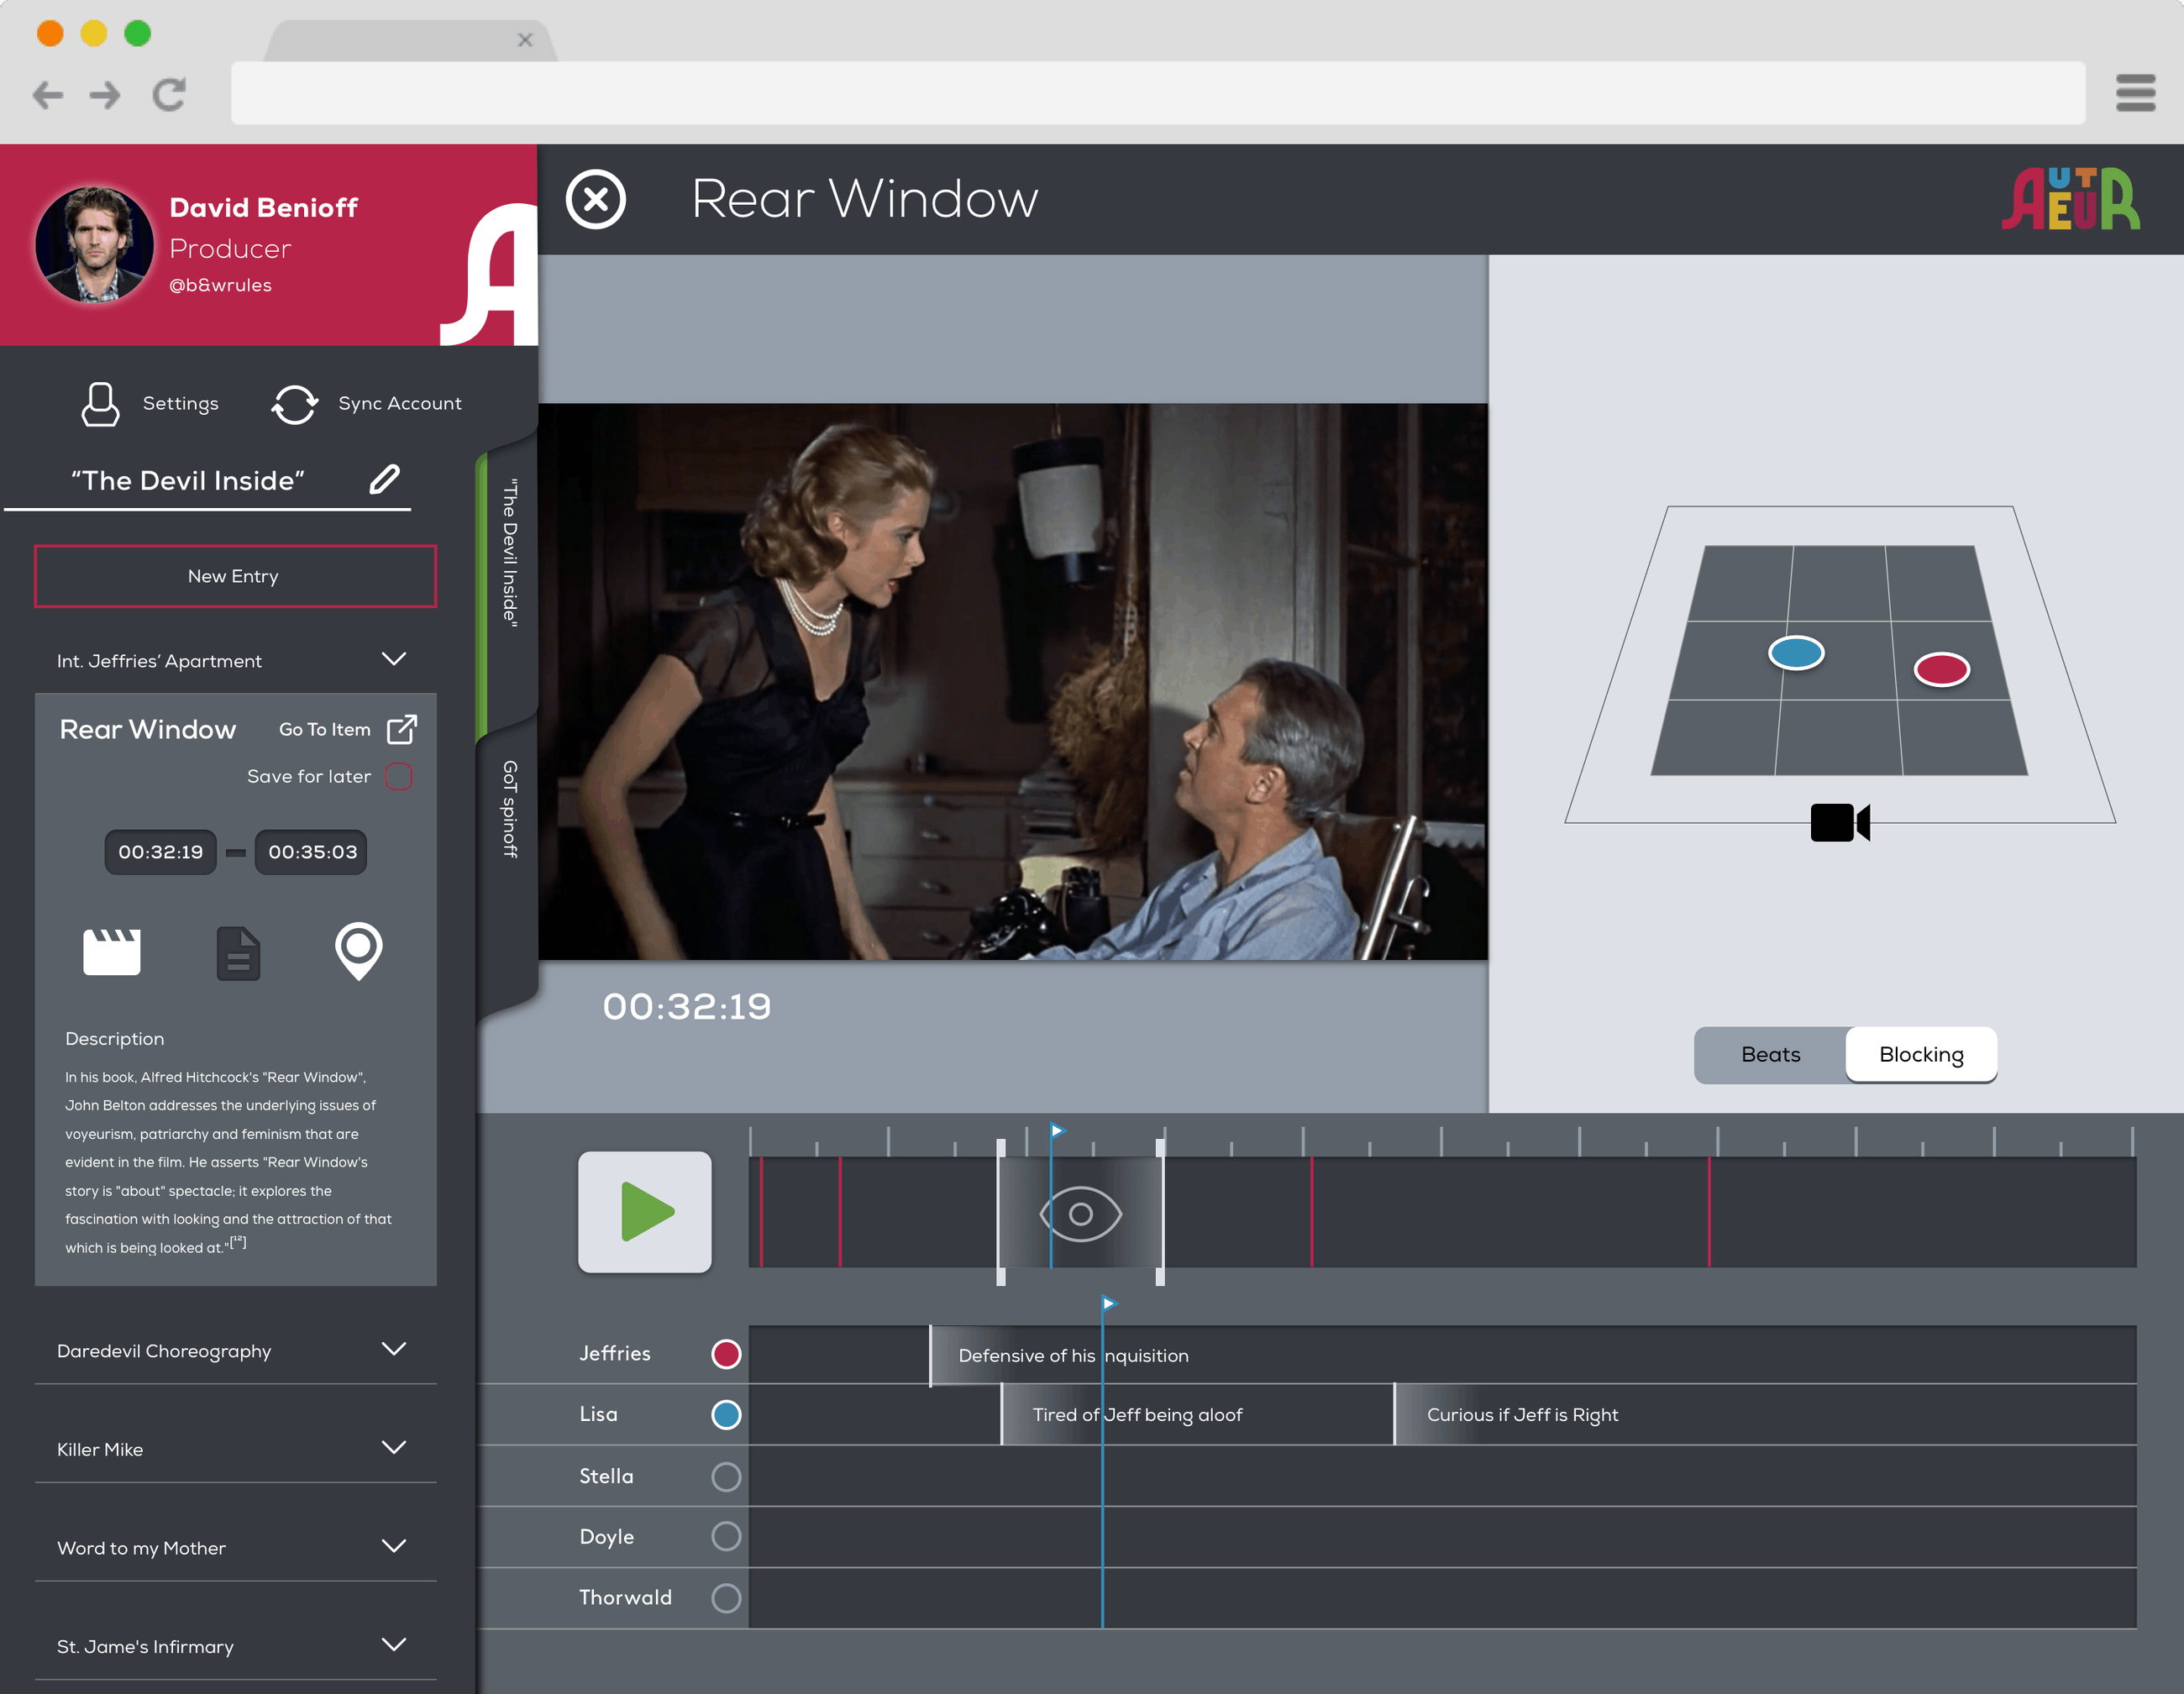 David Benioff
Producer
@b&wrules
Settings
Sync Account
“The Devil Inside”
New Entry
Int. Jeffries’ Apartment
Rear Window
Go To Item
Save for later
00:32:19
00:35:03
Description
In his book, Alfred Hitchcock's "Rear Window",
John Belton addresses the underlying issues of
voyeurism, patriarchy and feminism that are
evident in the film. He asserts "Rear Window's
story is "about" spectacle; it explores the
fascination with looking and the attraction of that
which is being looked at."[12]
Daredevil Choreography
Killer Mike
Word to my Mother
St. Jame's Infirmary
"The Devil Inside"
GoT spinoff
Rear Window
AUTEUR
00:32:19
Beats
Blocking
Jeffries
Defensive of his inquisition
Lisa
Tired of Jeff being aloof
Curious if Jeff is Right
Stella
Doyle
Thorwald